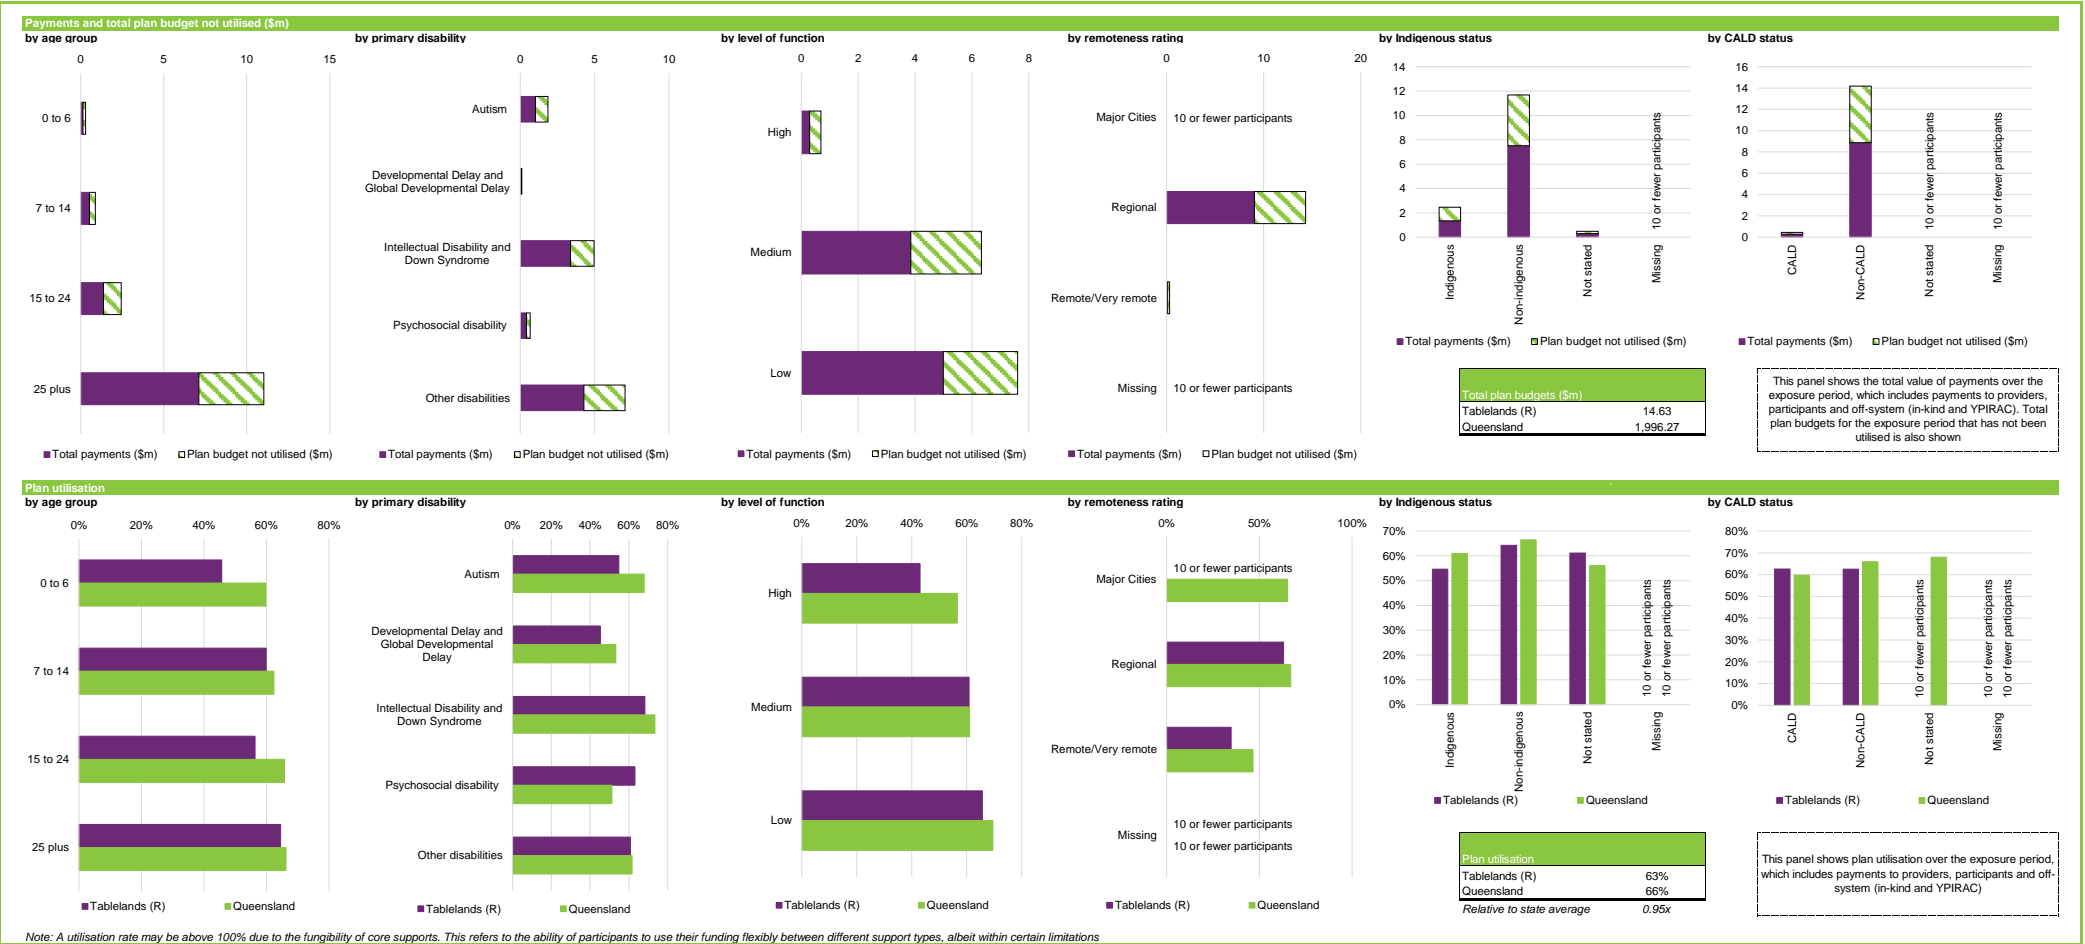 Payments and total plan budget not utilised ($m)
by age group
0 5 10 15
0 to 6
7 to 14
15 to 24
25 plus
Total payments ($m) Plan budget not utilised ($m)
by primary disability
0 5 10
Autism
Developmental Delay and
Global Developmental Delay
Intellectual Disability and
Down Syndrome
Psychosocial disability
Other disabilities
Total payments ($m) Plan budget not utilised ($m)
by level of function
0 2 4 6 8
High
Medium
Low
Total payments ($m) Plan budget not utilised ($m)
by remoteness rating
0 10 20
Major Cities 10 or fewer participants
Regional
Remote/Very remote
Missing 10 or fewer participants
Total payments ($m) Plan budget not utilised ($m)
by Indigenous status
14
12
10
8
6
4
2
0
10 or fewer participants
Indigenous
Non-indigenous
Not stated
Missing
Total payments ($m) Plan budget not utilised ($m)
Total plan budgets ($m)
Tablelands (R) 14.63
Queensland 1,996.27
by CALD status
16
14
12
10
8
6
4
2
0
10 or fewer participants
10 or fewer participants
CALD
Non-CALD
Not stated
Missing
Total payments ($m) Plan budget not utilised ($m)
This panel shows the total value of payments over the
exposure period, which includes payments to providers,
participants and off-system (in-kind and YPIRAC). Total
plan budgets for the exposure period that has not been
utilised is also shown
Plan utilisation
by age group
0% 20% 40% 60% 80%
0 to 6
7 to 14
15 to 24
25 plus
Tablelands (R) Queensland
by primary disability
0% 20% 40% 60% 80%
Autism
Developmental Delay and
Global Developmental
Delay
Intellectual Disability and
Down Syndrome
Psychosocial disability
Other disabilities
Tablelands (R) Queensland
by level of function
0% 20% 40% 60% 80%
High
Medium
Low
Tablelands (R) Queensland
by remoteness rating
0% 50% 100%
10 or fewer participants
Major Cities
Regional
Remote/Very remote
10 or fewer participants
Missing
10 or fewer participants
Tablelands (R) Queensland
by Indigenous status
70%
60%
50%
40%
30%
20%
10%
0%
10 or fewer participants
10 or fewer participants
Indigenous
Non-indigenous
Not stated
Missing
Tablelands (R) Queensland
Plan utilisation
Tablelands (R) 63%
Queensland 66%
Relative to state average 0.95x
by CALD status
80%
70%
60%
50%
40%
30%
20%
10%
0%
10 or fewer participants
10 or fewer participants
10 or fewer participants
CALD
Non-CALD
Not stated
Missing
Tablelands (R) Queensland
This panel shows plan utilisation over the exposure period,
which includes payments to providers, participants and off-
system (in-kind and YPIRAC)
Note: A utilisation rate may be above 100% due to the fungibility of core supports. This refers to the ability of participants to use their funding flexibly between different support types, albeit within certain limitations